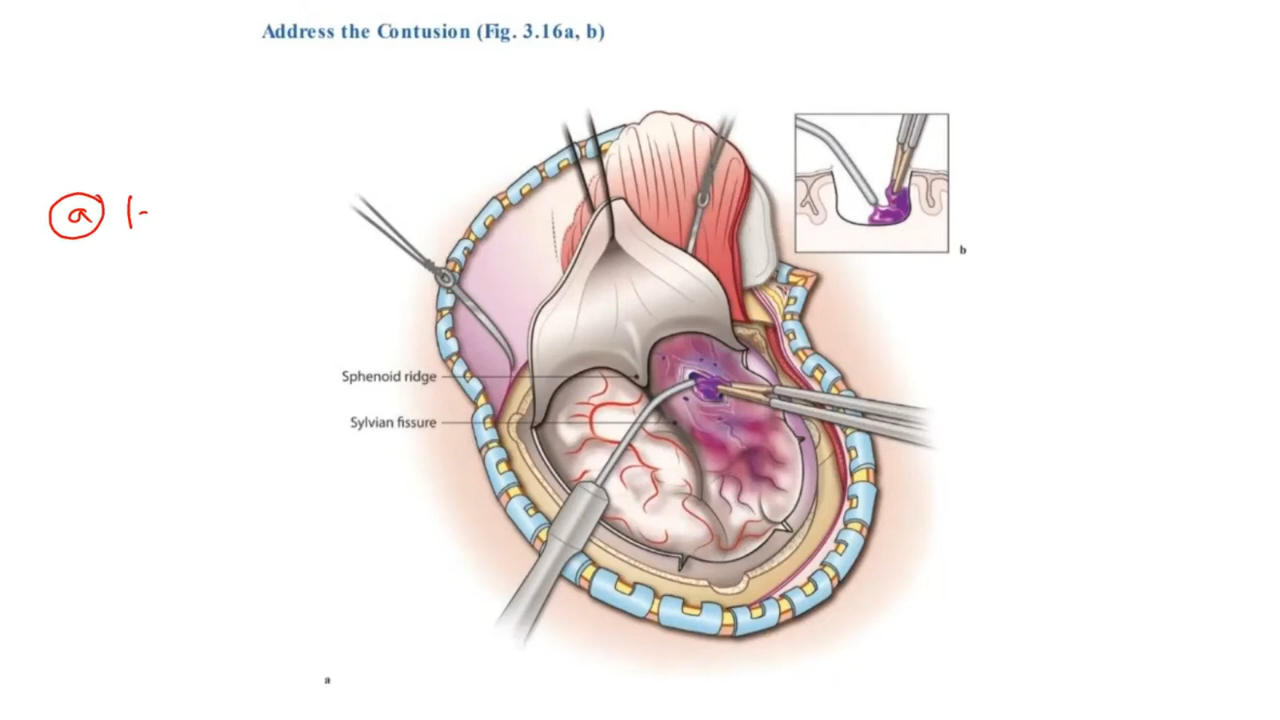 Address the Contusion (Fig. 3.16a, b)
a
b
Sphenoid ridge
Sylvian fissure
a